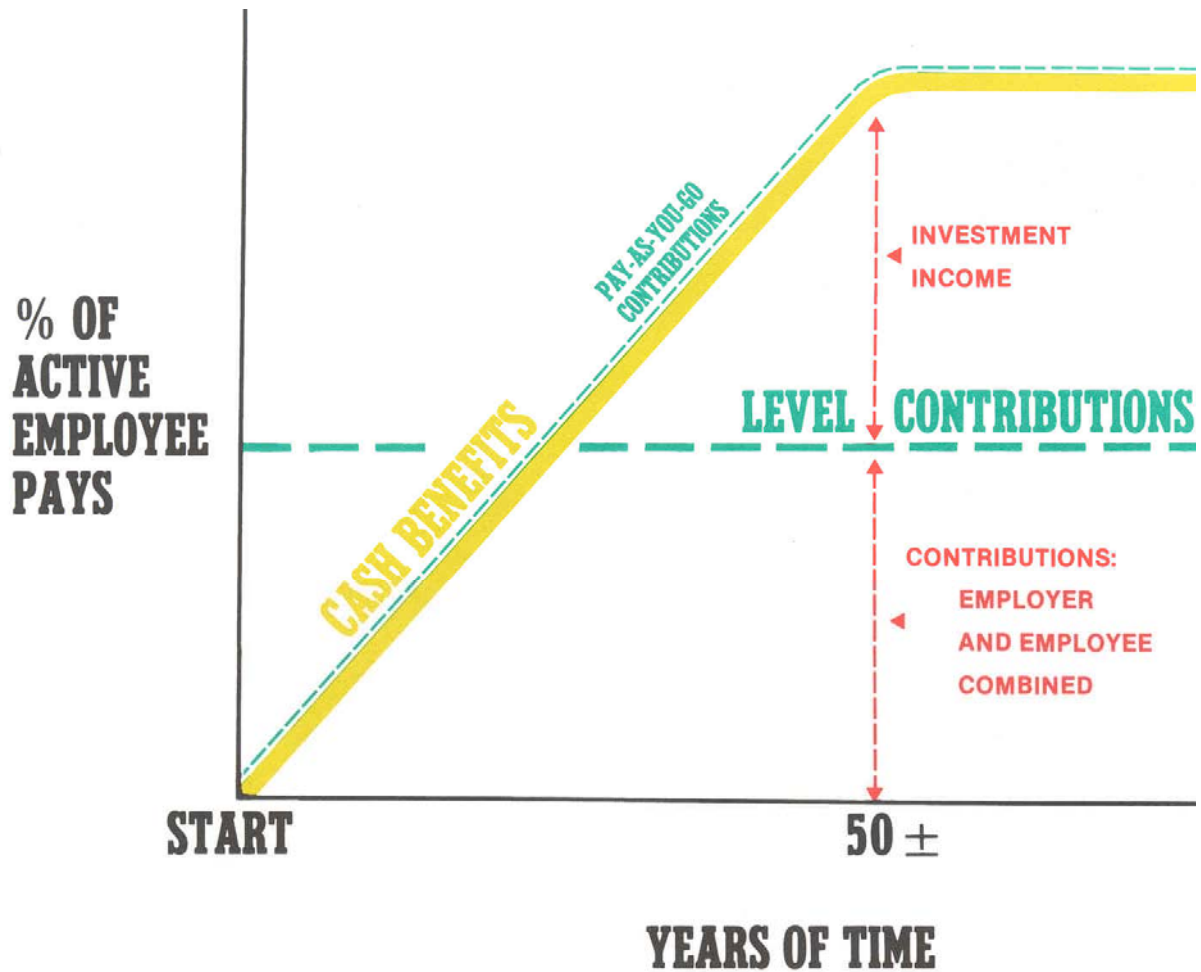 PAY-AS-YOU-GO
CONTRIBUTIONS
INVESTMENT
INCOME
% OF
ACTIVE
EMPLOYEE
PAYS
LEVEL CONTRIBUTIONS
CASH BENEFITS
CONTRIBUTIONS:
EMPLOYER
AND EMPLOYEE
COMBINED
START
50 ±
YEARS OF TIME